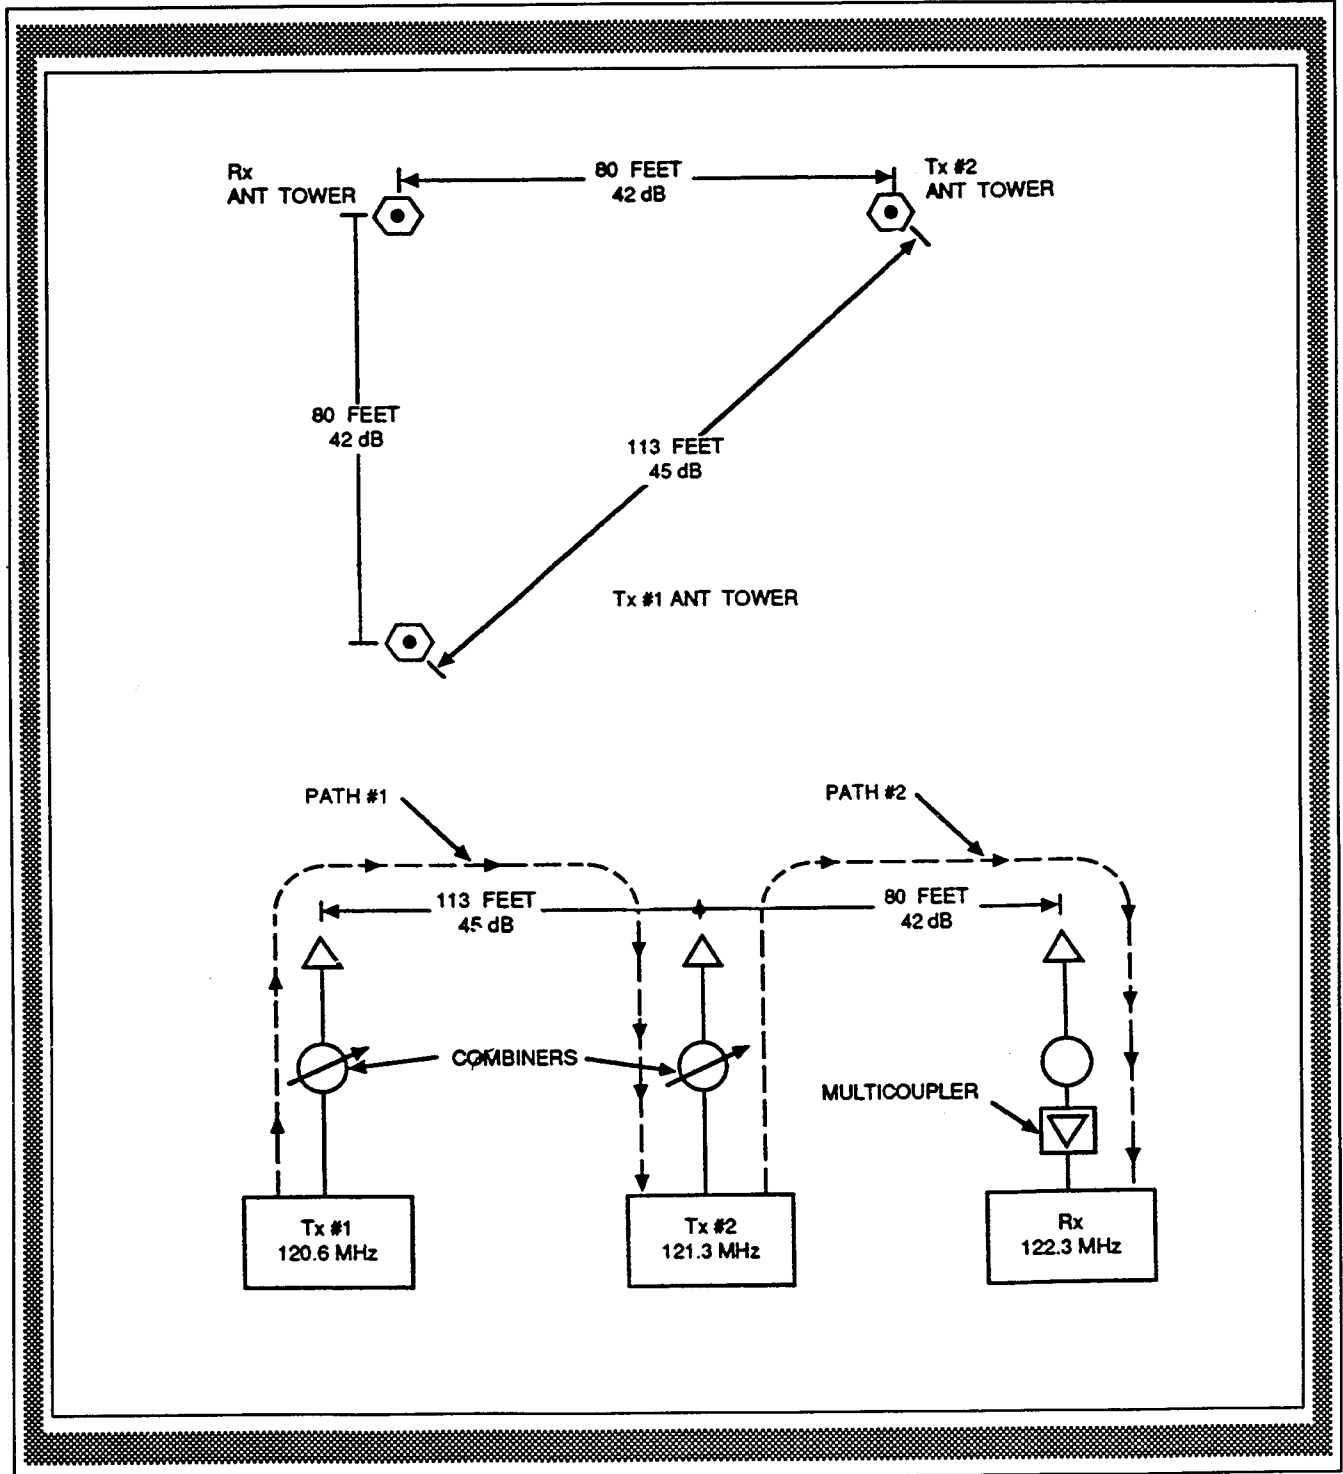 Rx
ANT TOWER
80 FEET
42 dB
Tx #2
ANT TOWER
80 FEET
42 dB
113 FEET
45 dB
Tx #1 ANT TOWER
PATH #1
PATH #2
113 FEET
45 dB
80 FEET
42 dB
COMBINERS
MULTICOUPLER
Tx #1
120.6 MHz
Tx #2
121.3 MHz
Rx
122.3 MHz